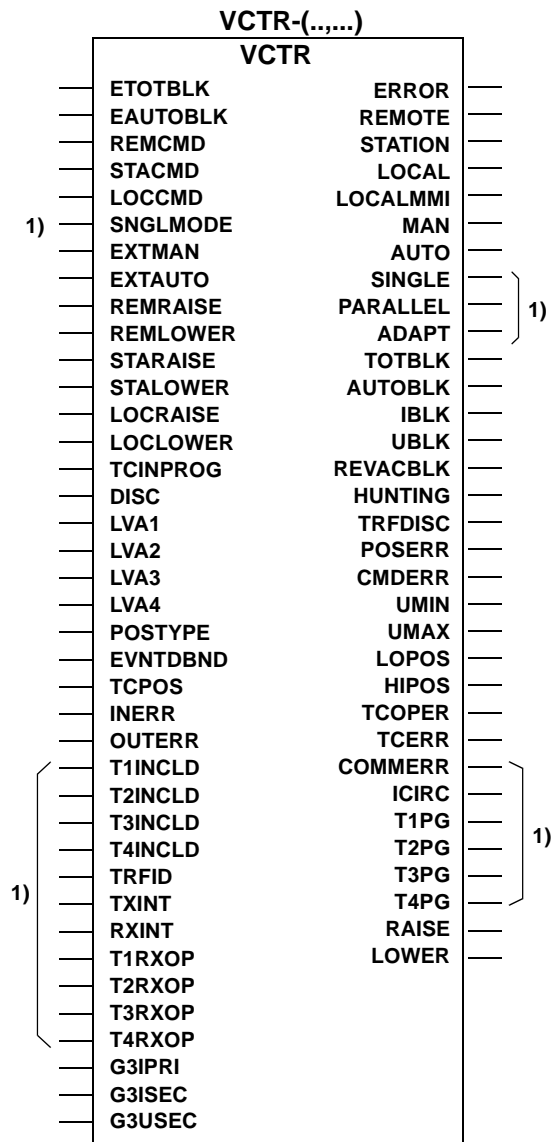 VCTR-(..,...)
VCTR
ETOTBLK ERROR
EAUTOBLK REMOTE
REMCMD STATION
STACMD LOCAL
LOCCMD LOCALMMI
1) SNGLMODE MAN
EXTMAN AUTO
EXTAUTO SINGLE
REMRAISE PARALLEL 1)
REMLOWER ADAPT
STARAISE TOTBLK
STALOWER AUTOBLK
LOCRAISE IBLK
LOCLOWER UBLK
TCINPROG REVACBLK
DISC HUNTING
LVA1 TRFDISC
LVA2 POSERR
LVA3 CMDERR
LVA4 UMIN
POSTYPE UMAX
EVNTDBND LOPOS
TCPOS HIPOS
INERR TCOPER
OUTERR TCERR
T1INCLD COMMERR
T2INCLD ICIRC
T3INCLD T1PG
T4INCLD T2PG 1)
1) TRFID T3PG
TXINT T4PG
RXINT RAISE
T1RXOP LOWER
T2RXOP
T3RXOP
T4RXOP
G3IPRI
G3ISEC
G3USEC